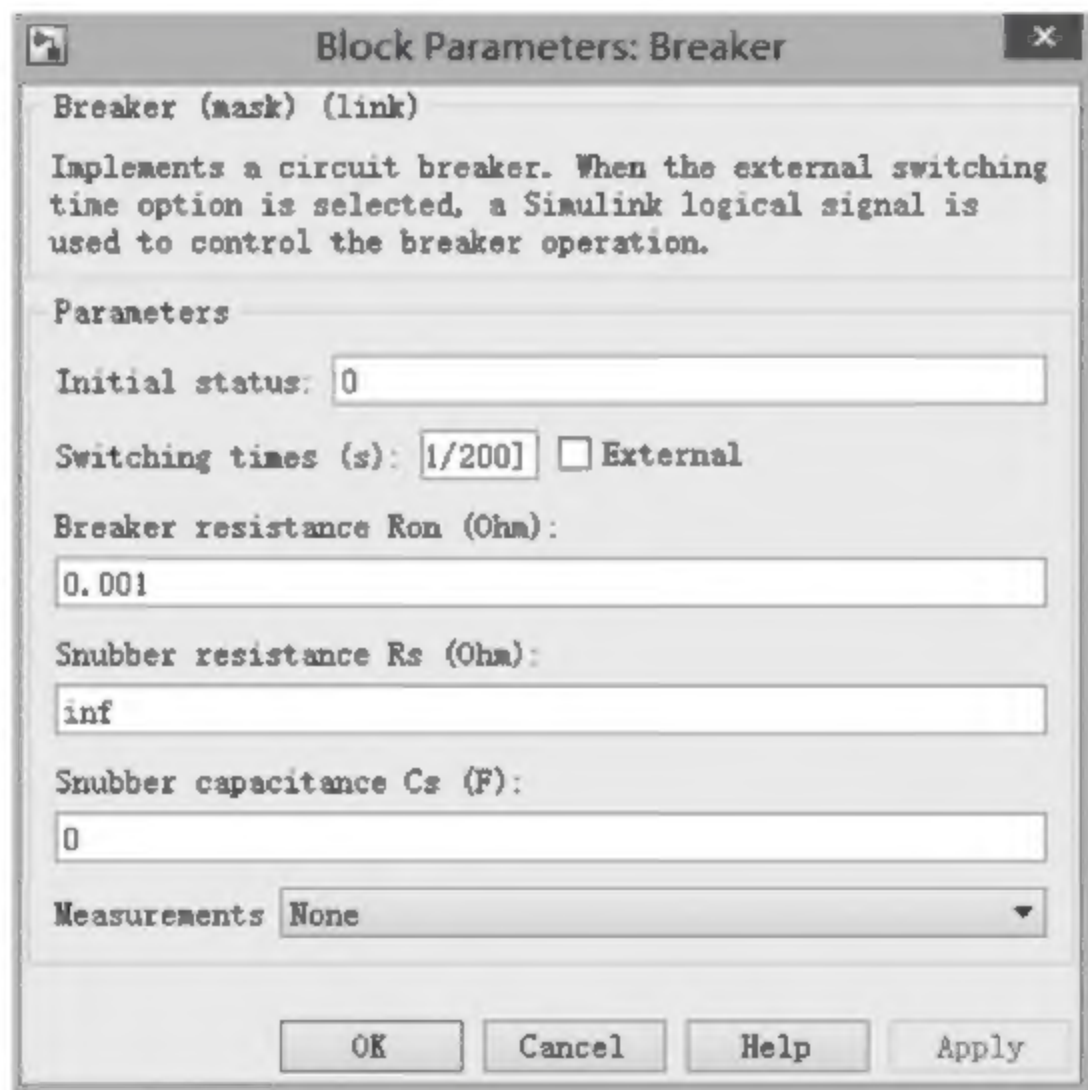 Block Parameters: Breaker
Breaker (mask) (link)
Implements a circuit breaker. When the external switching
time option is selected, a Simulink logical signal is
used to control the breaker operation.
Parameters
Initial status: 0
Switching times (s): 1/200] External
Breaker resistance Ron (Ohm):
0.001
Snubber resistance Rs (Ohm):
inf
Snubber capacitance Cs (F):
0
Measurements None
OK Cancel Help Apply